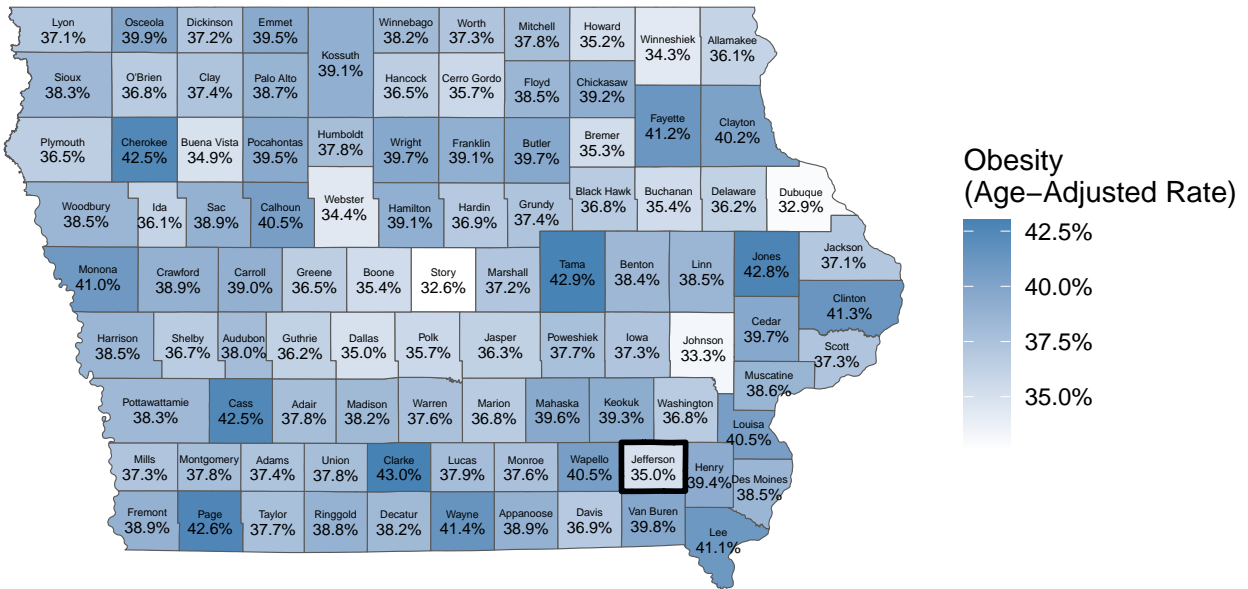 Lyon
37.1%
Osceola
39.9%
Dickinson
37.2%
Emmet
39.5%
Kossuth
39.1%
Winnebago
38.2%
Worth
37.3%
Mitchell
37.8%
Howard
35.2%
Winneshiek
34.3%
Allamakee
36.1%
Sioux
38.3%
O'Brien
36.8%
Clay
37.4%
Palo Alto
38.7%
Hancock
36.5%
Cerro Gordo
35.7%
Floyd
38.5%
Chickasaw
39.2%
Fayette
41.2%
Clayton
40.2%
Plymouth
36.5%
Cherokee
42.5%
Buena Vista
34.9%
Pocahontas
39.5%
Humboldt
37.8%
Wright
39.7%
Franklin
39.1%
Butler
39.7%
Bremer
35.3%
Woodbury
38.5%
Ida
36.1%
Sac
38.9%
Calhoun
40.5%
Webster
34.4%
Hamilton
39.1%
Hardin
36.9%
Grundy
37.4%
Black Hawk
36.8%
Buchanan
35.4%
Delaware
36.2%
Dubuque
32.9%
Monona
41.0%
Crawford
38.9%
Carroll
39.0%
Greene
36.5%
Boone
35.4%
Story
32.6%
Marshall
37.2%
Tama
42.9%
Benton
38.4%
Linn
38.5%
Jones
42.8%
Jackson
37.1%
Clinton
41.3%
Harrison
38.5%
Shelby
36.7%
Audubon
38.0%
Guthrie
36.2%
Dallas
35.0%
Polk
35.7%
Jasper
36.3%
Poweshiek
37.7%
Iowa
37.3%
Johnson
33.3%
Cedar
39.7%
Scott
37.3%
Muscatine
38.6%
Pottawattamie
38.3%
Cass
42.5%
Adair
37.8%
Madison
38.2%
Warren
37.6%
Marion
36.8%
Mahaska
39.6%
Keokuk
39.3%
Washington
36.8%
Louisa
40.5%
Mills
37.3%
Montgomery
37.8%
Adams
37.4%
Union
37.8%
Clarke
43.0%
Lucas
37.9%
Monroe
37.6%
Wapello
40.5%
Jefferson
35.0%
Henry
39.4%
Des Moines
38.5%
Fremont
38.9%
Page
42.6%
Taylor
37.7%
Ringgold
38.8%
Decatur
38.2%
Wayne
41.4%
Appanoose
38.9%
Davis
36.9%
Van Buren
39.8%
Lee
41.1%
Obesity
(Age−Adjusted Rate)
42.5%
40.0%
37.5%
35.0%